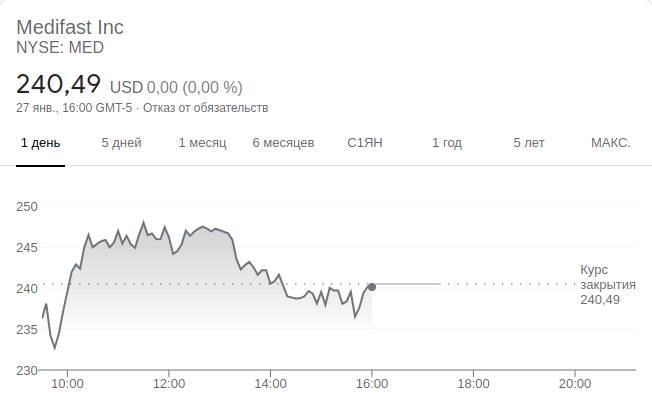 Medifast Inc
NYSE: MED
240,49 USD 0,00 (0,00 %)
27 янв., 16:00 GMT-5 · Отказ от обязательств
1 день 5 дней 1 месяц 6 месяцев С1ЯН 1 год 5 лет МАКС.
250
245
240
235
230
Курс
закрытия
240,49
10:00 12:00 14:00 16:00 18:00 20:00